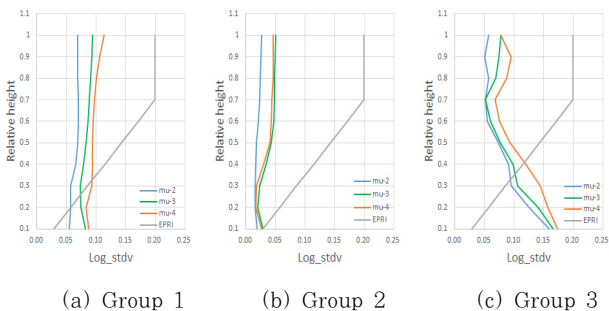 1.1
1
0.9
0.8
0.7
0.6
0.5
0.4
0.3
0.2
0.1
Relative height
mu-2
mu-3
mu-4
EPRI
0.00 0.05 0.10 0.15 0.20 0.25
Log_stdv
(a) Group 1
1.1
1
0.9
0.8
0.7
0.6
0.5
0.4
0.3
0.2
0.1
Relative height
mu-2
mu-3
mu-4
EPRI
0.00 0.05 0.10 0.15 0.20 0.25
Log_stdv
(b) Group 2
1.1
1
0.9
0.8
0.7
0.6
0.5
0.4
0.3
0.2
0.1
Relative height
mu-2
mu-3
mu-4
EPRI
0.00 0.05 0.10 0.15 0.20 0.25
Log_stdv
(c) Group 3